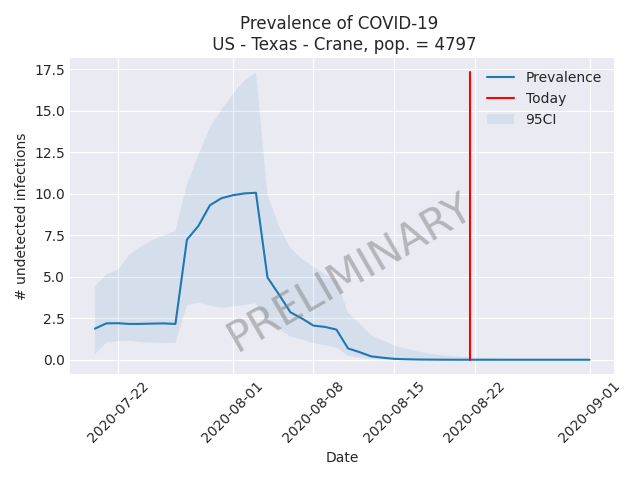 Prevalence of COVID-19
US - Texas - Crane, pop. = 4797
17.5
15.0
12.5
10.0
7.5
5.0
2.5
0.0
# undetected infections
Prevalence
Today
95CI
PRELIMINARY
2020-07-22
2020-08-01
2020-08-08
2020-08-15
2020-08-22
2020-09-01
Date